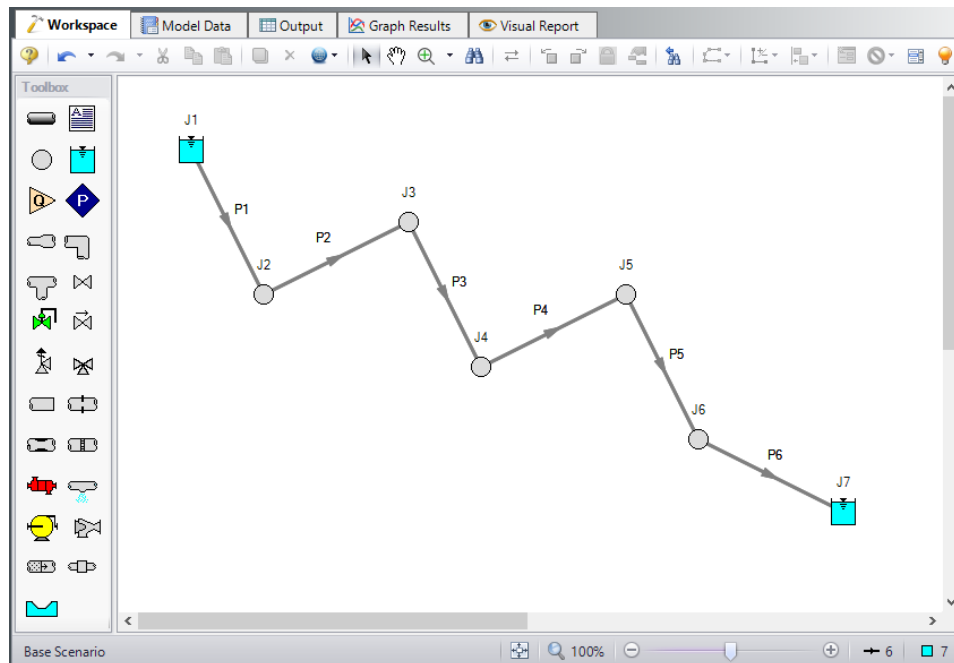 Workspace Model Data Output Graph Results Visual Report
Toolbox
A
Q P
J1
P1
J2
P2
J3
P3
J4
P4
J5
P5
J6
P6
J7
Base Scenario 100% 6 7